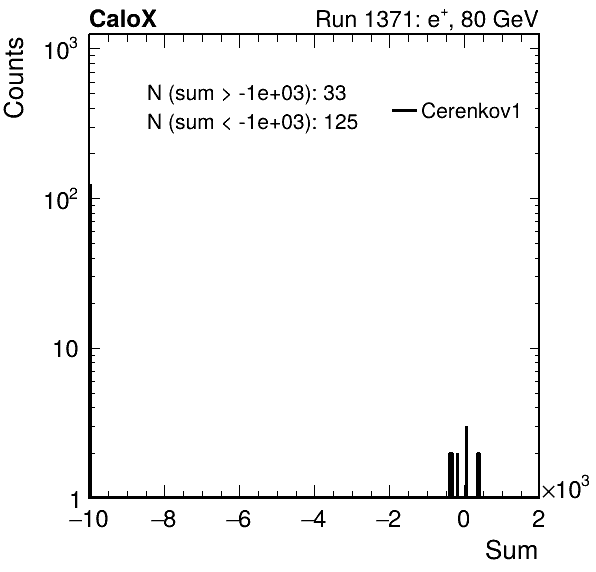 CaloX Run 1371: e⁺, 80 GeV
Counts
10³
N (sum > -1e+03): 33
N (sum < -1e+03): 125
Cerenkov1
10²
10
1
−10 −8 −6 −4 −2 0 2
×10³
Sum